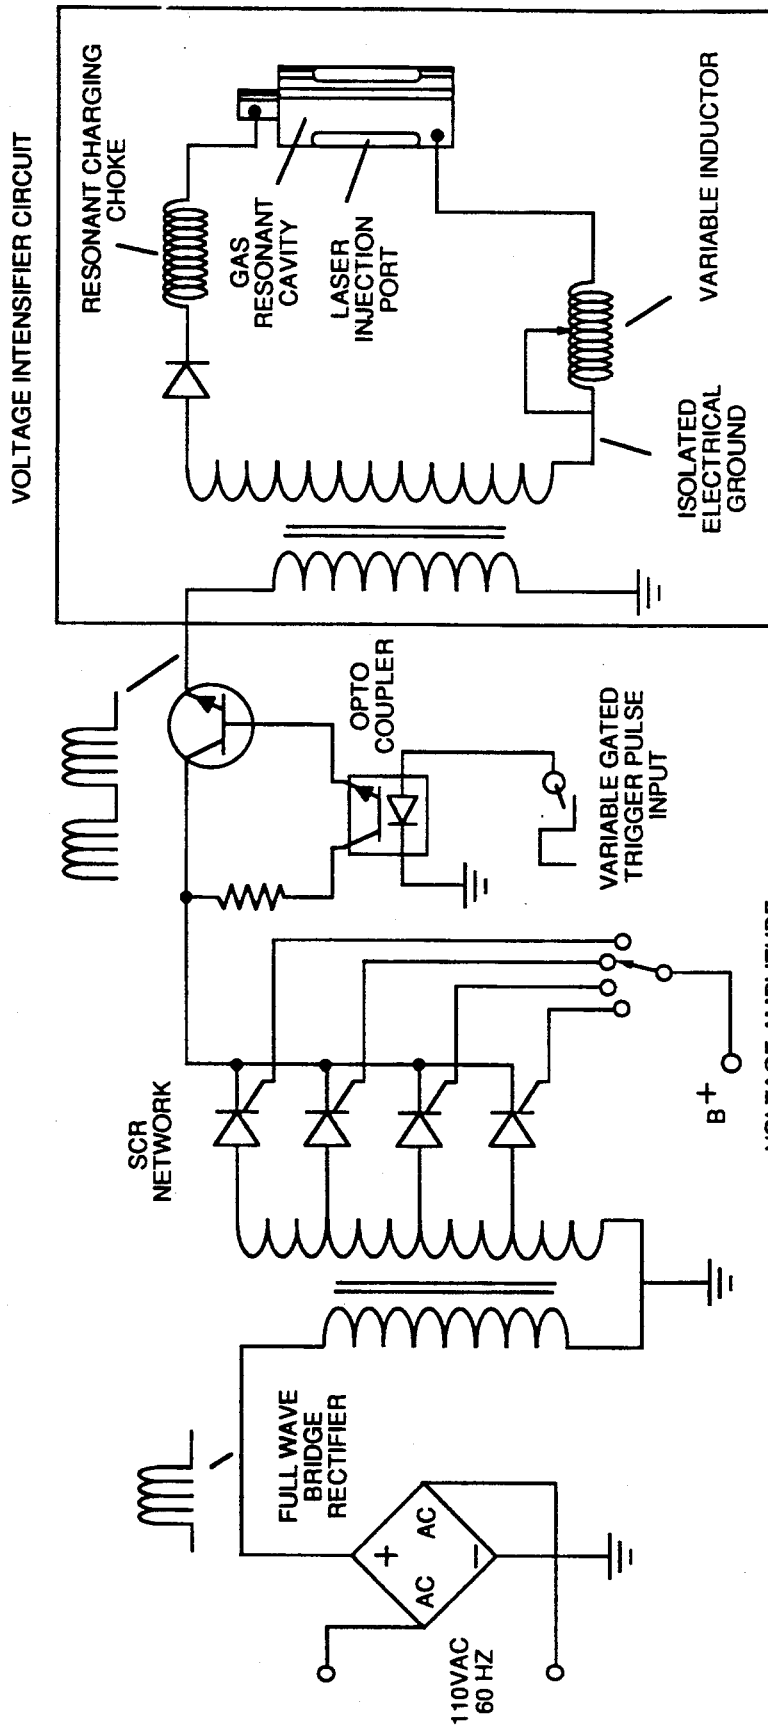 VOLTAGE INTENSIFIER CIRCUIT
RESONANT CHARGING
CHOKE
GAS
RESONANT
CAVITY
LASER
INJECTION
PORT
VARIABLE INDUCTOR
ISOLATED
ELECTRICAL
GROUND
OPTO
COUPLER
VARIABLE GATED
TRIGGER PULSE
INPUT
SCR
NETWORK
B+
FULL WAVE
BRIDGE
RECTIFIER
+
AC
AC
−
110VAC
60 HZ